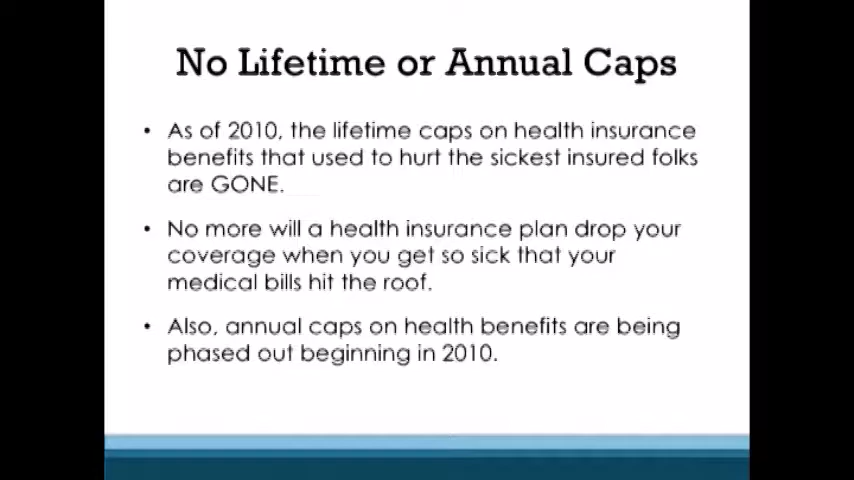 No Lifetime or Annual Caps
• As of 2010, the lifetime caps on health insurance
benefits that used to hurt the sickest insured folks
are GONE.
• No more will a health insurance plan drop your
coverage when you get so sick that your
medical bills hit the roof.
• Also, annual caps on health benefits are being
phased out beginning in 2010.